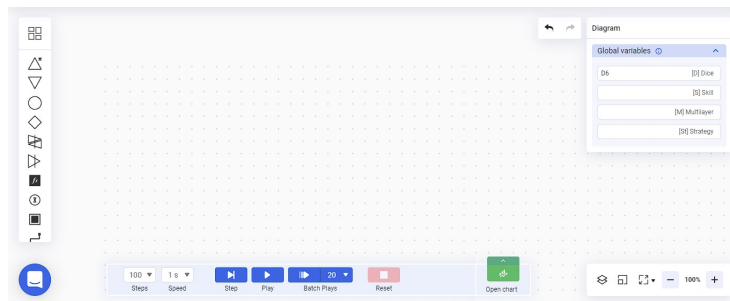 Diagram
Global variables
D6 [D] Dice
[S] Skill
[M] Multilayer
[St] Strategy
100 1 s 20
Steps Speed Step Play Batch Plays Reset Open chart
100%